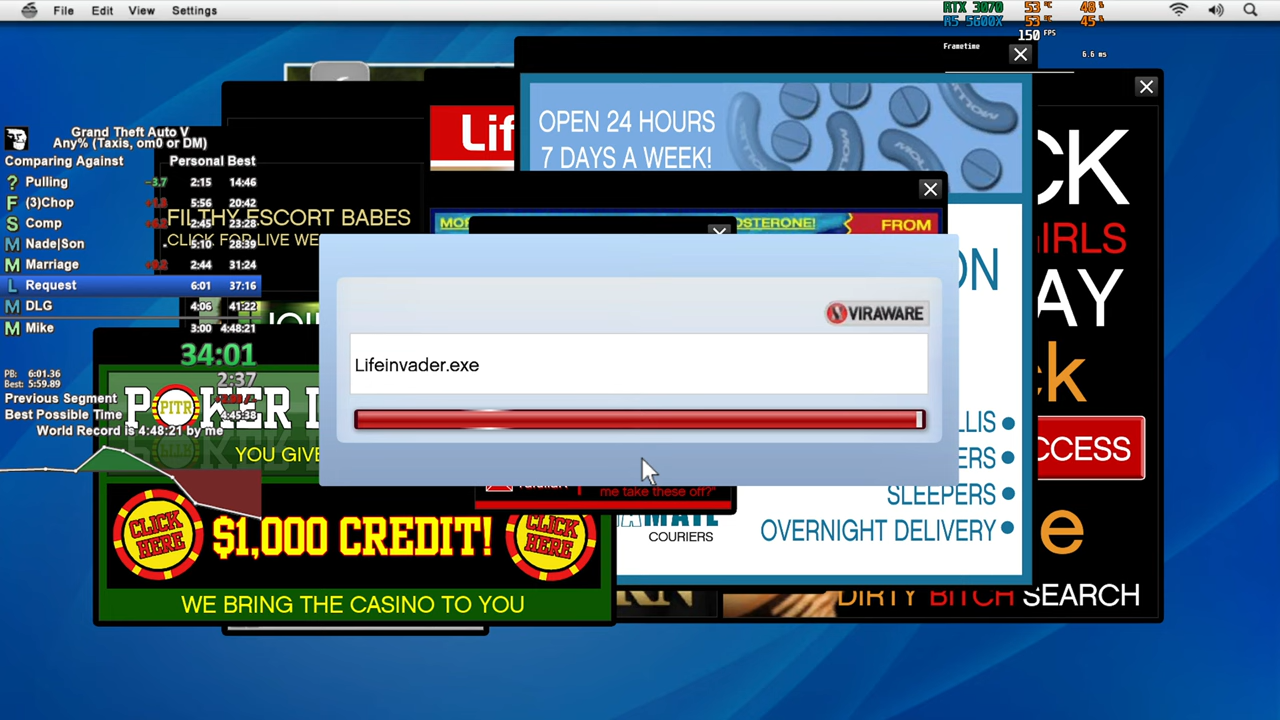 File Edit View Settings
RTX 3070 53 °C 48 %
R5 5600X 53 °C 45 %
150 FPS
Frametime
6.6 ms
Grand Theft Auto V
Any% (Taxis, om0 or DM)
Comparing Against Personal Best
Pulling −3.7 2:15 14:46
(3)Chop 5:56 20:42
Comp 2:45 23:28
Nade|Son 5:10 28:39
Marriage 2:44 31:24
Request 6:01 37:16
DLG 4:06 41:22
Mike 3:00 4:48:21
34:01
2:37
PB: 6:01.36
Best: 5:59.89
Previous Segment
Best Possible Time 4:45:38
World Record is 4:48:21 by me
Lif
OPEN 24 HOURS
7 DAYS A WEEK!
MOLLIS
FILTHY ESCORT BABES
CLICK FOR LIVE WE
MOR
OSTERONE!
FROM
CK
GIRLS
AY
ck
CCESS
e
DIRTY BITCH SEARCH
ON
LLIS
ERS
SLEEPERS
OVERNIGHT DELIVERY
AMATE
COURIERS
JOI
VIRAWARE
Lifeinvader.exe
me take these off?"
POKER I
PITR
YOU GIVE
CLICK HERE
$1,000 CREDIT!
CLICK HERE
WE BRING THE CASINO TO YOU
RN